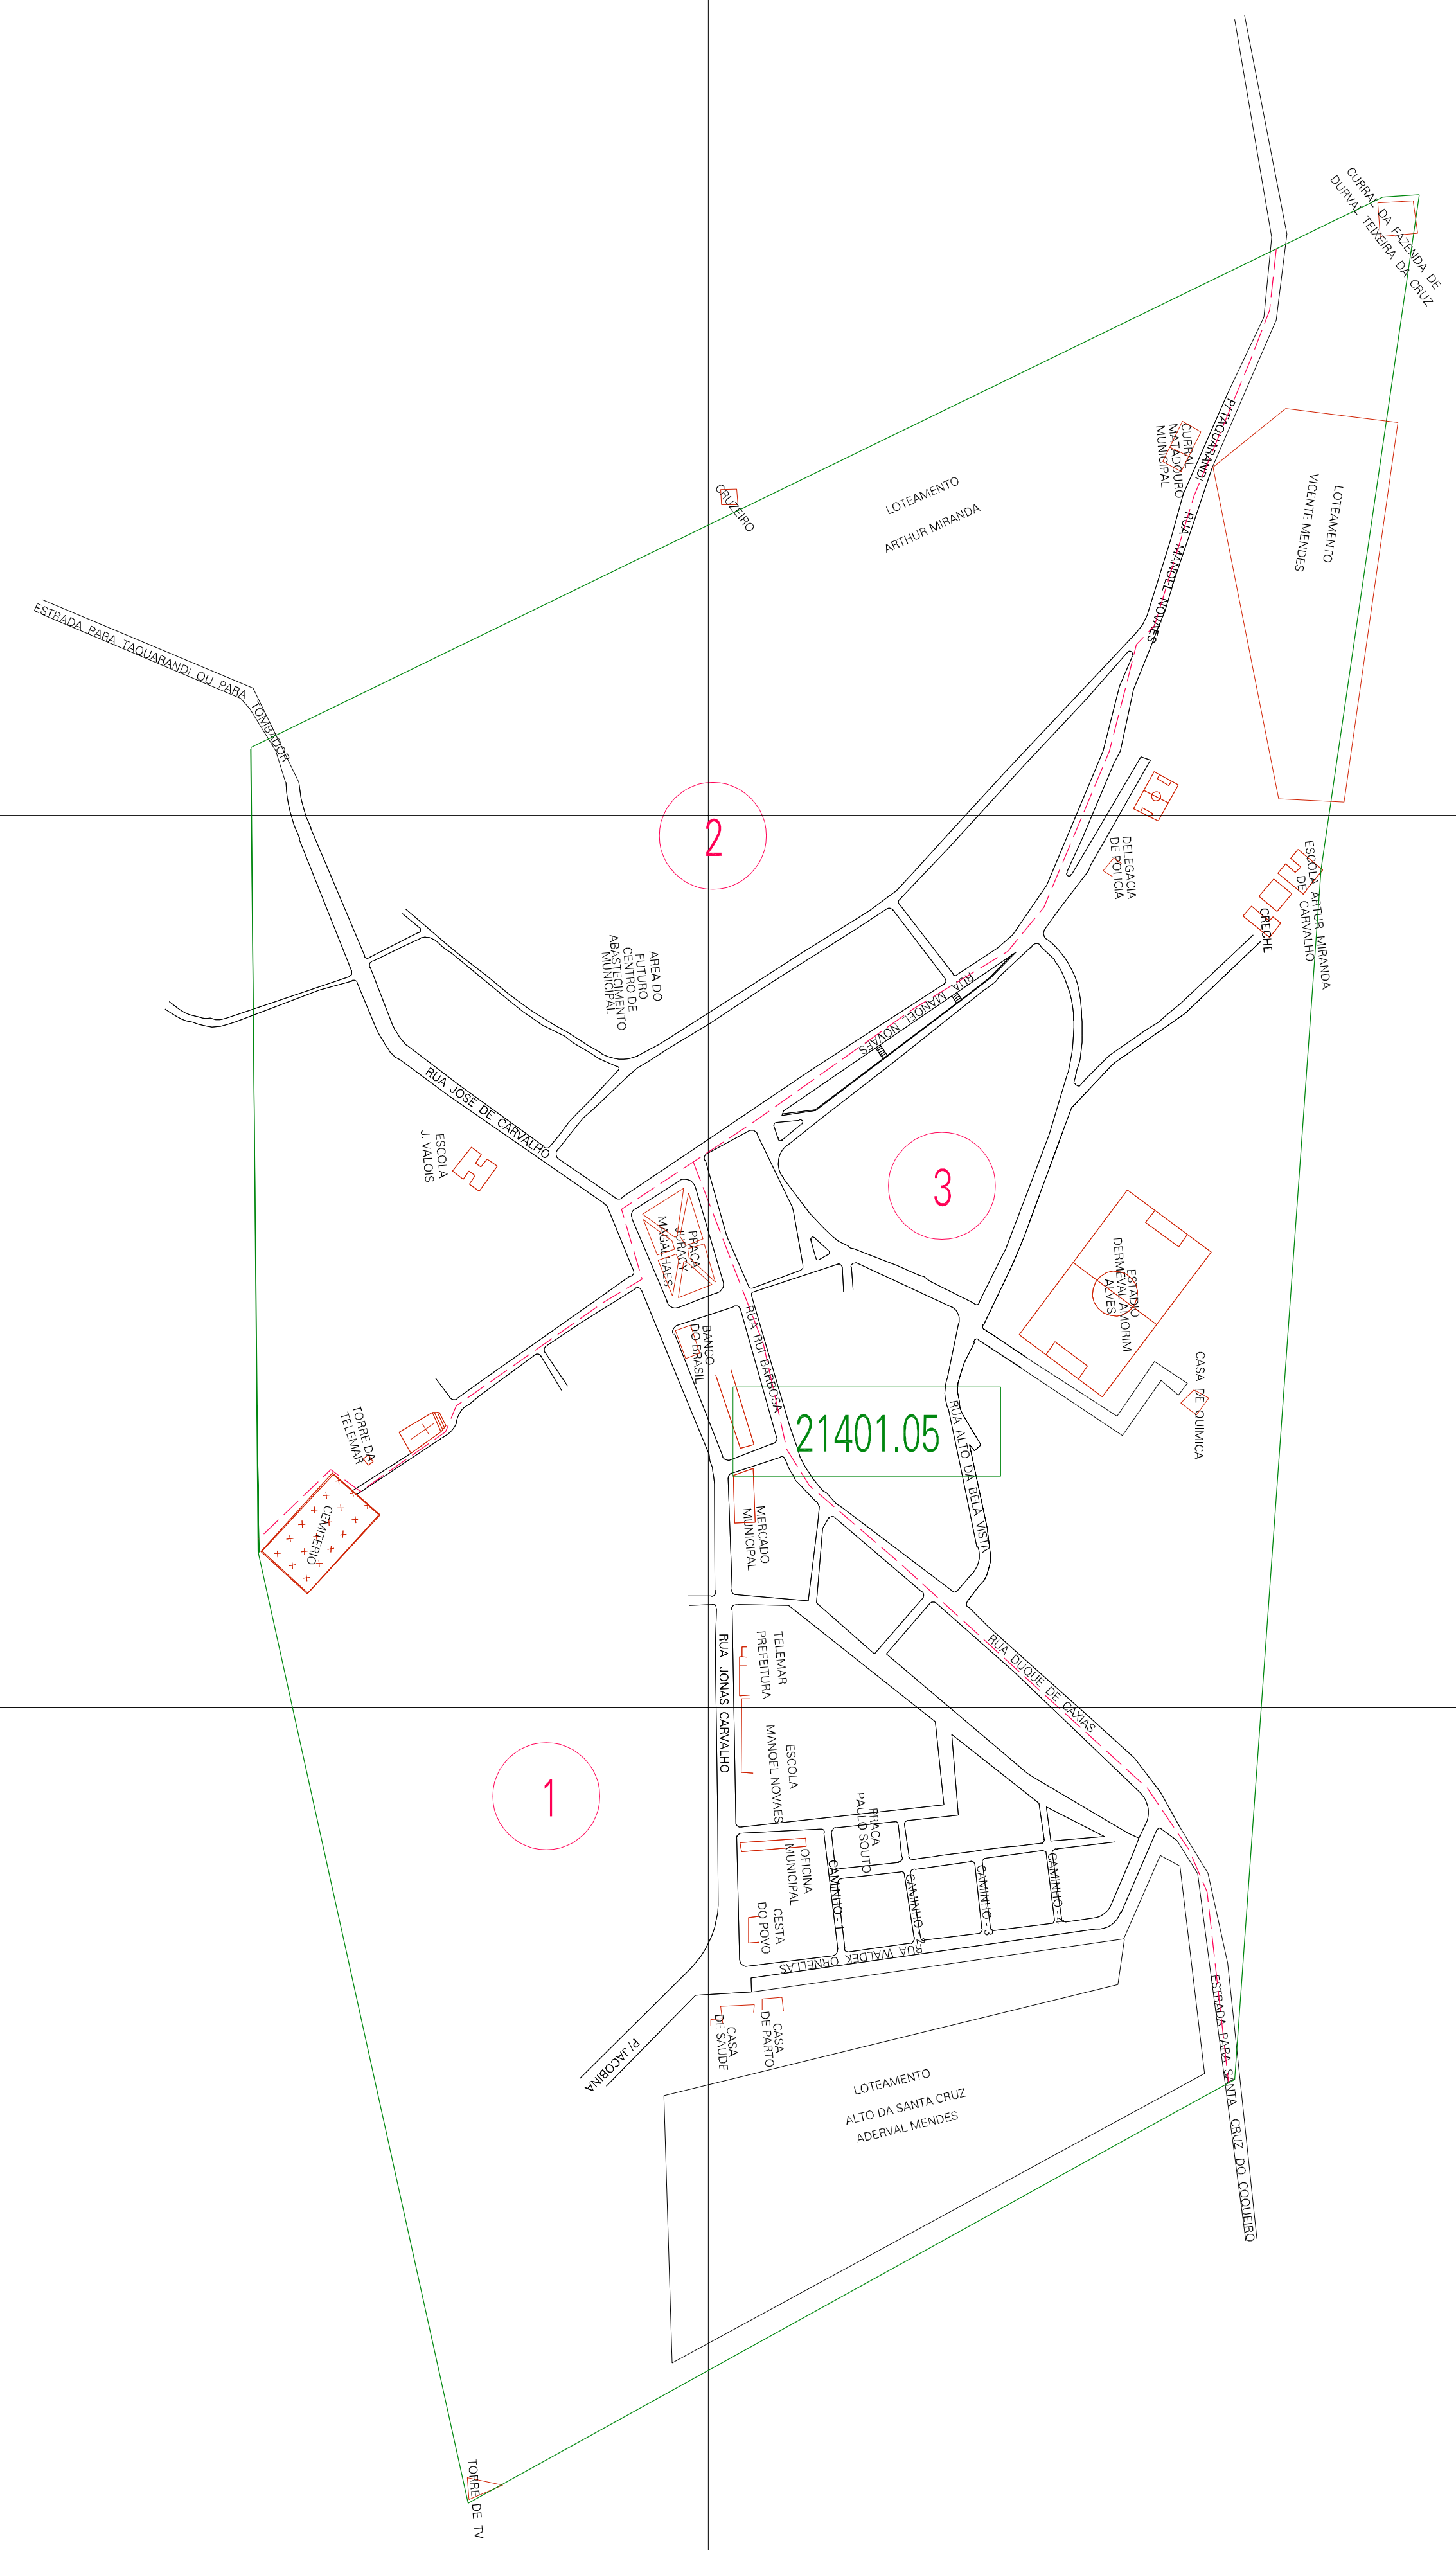 CURRAL DA FAZENDA DE
DURVAL TEIXEIRA DA CRUZ
P/ TAQUARANDI
CURRAL
MATADOURO
MUNICIPAL
LOTEAMENTO
VICENTE MENDES
LOTEAMENTO
ARTHUR MIRANDA
CRUZEIRO
RUA MANOEL NOVAES
ESTRADA PARA TAQUARANDI OU PARA TOMBADOR
2
DELEGACIA
DE POLICIA
ESCOLA ARTUR MIRANDA
DE CARVALHO
CRECHE
AREA DO
FUTURO
CENTRO DE
ABASTECIMENTO
MUNICIPAL
RUA MANOEL NOVAES
RUA JOSE DE CARVALHO
ESCOLA
J. VALOIS
3
PRACA
JURACY
MAGALHAES
ESTADIO
DERMEVAL AMORIM
ALVES
BANCO
DO BRASIL
RUA RUI BARBOSA
CASA DE QUIMICA
21401.05
RUA ALTO DA BELA VISTA
TORRE DA
TELEMAR
CEMITERIO
MERCADO
MUNICIPAL
TELEMAR
PREFEITURA
RUA JONAS CARVALHO
RUA DUQUE DE CAXIAS
1
ESCOLA
MANOEL NOVAES
PRACA
PAULO SOUTO
OFICINA
MUNICIPAL
CAMINHO - 1
CAMINHO - 2
CAMINHO - 3
CAMINHO - 4
CESTA
DO POVO
RUA WALDEK ORNELLAS
ESTRADA PARA SANTA CRUZ DO COQUEIRO
P/ JACOBINA
CASA
DE SAUDE
CASA
DE PARTO
LOTEAMENTO
ALTO DA SANTA CRUZ
ADERVAL MENDES
TORRE DE TV